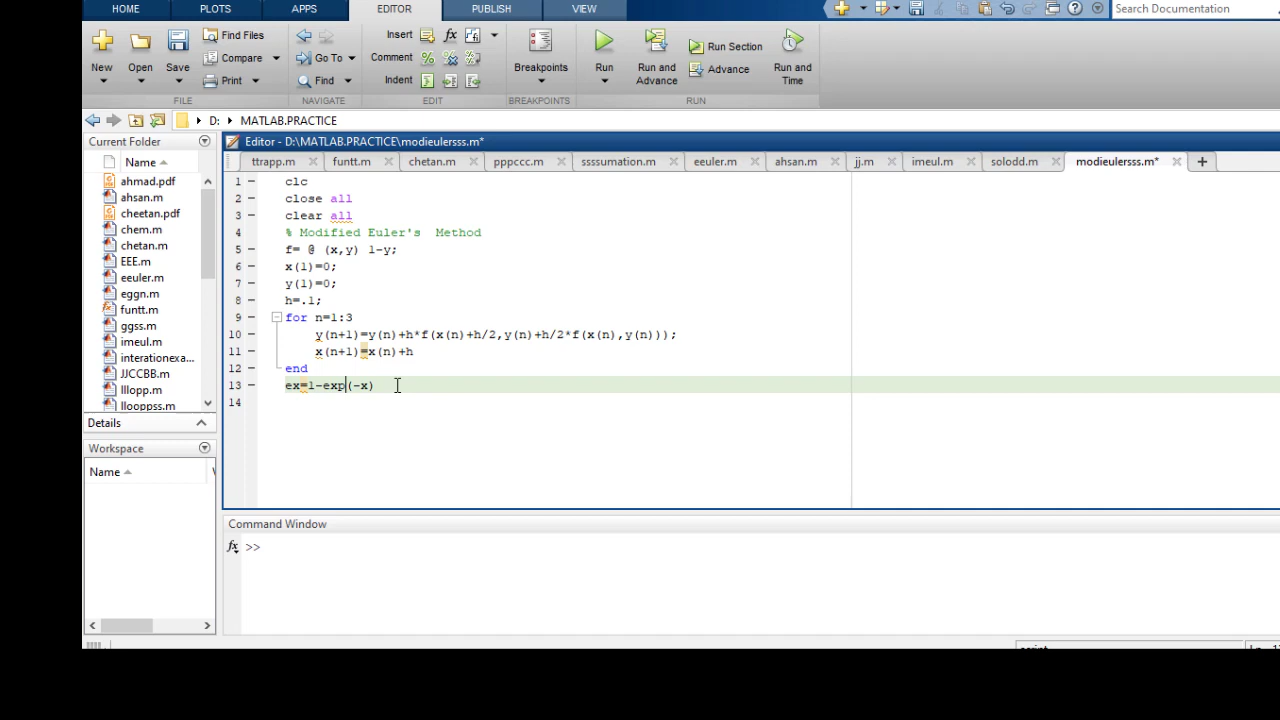 HOME PLOTS APPS EDITOR PUBLISH VIEW Search Documentation
New Open Save Find Files Compare Print
Insert fx Comment Indent Go To Find
Breakpoints Run Run and Advance Run Section Advance Run and Time
FILE NAVIGATE EDIT BREAKPOINTS RUN
D: MATLAB.PRACTICE
Current Folder
Name
ahmad.pdf
ahsan.m
cheetan.pdf
chem.m
chetan.m
EEE.m
eeuler.m
eggn.m
funtt.m
ggss.m
imeul.m
interationexa...
JJCCBB.m
lllopp.m
llooppss.m
Details
Workspace
Name
Editor - D:\MATLAB.PRACTICE\modieulersss.m*
ttrapp.m funtt.m chetan.m pppccc.m ssssumation.m eeuler.m ahsan.m jj.m imeul.m solodd.m modieulersss.m* +
1 clc
2 close all
3 clear all
4 % Modified Euler's  Method
5 f= @ (x,y) 1-y;
6 x(1)=0;
7 y(1)=0;
8 h=.1;
9 for n=1:3
10 y(n+1)=y(n)+h*f(x(n)+h/2,y(n)+h/2*f(x(n),y(n)));
11 x(n+1)=x(n)+h
12 end
13 ex=1-exp(-x)
14
Command Window
fx >>